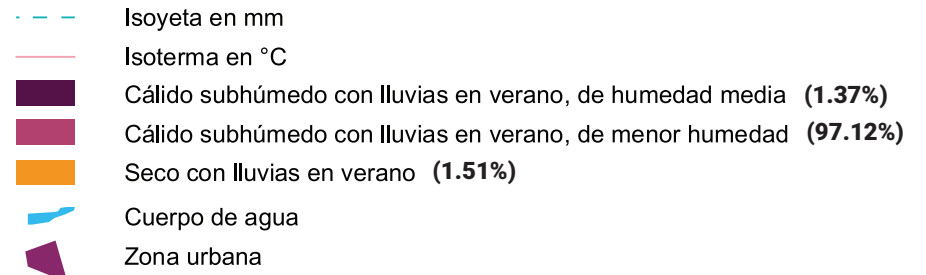 Isoyeta en mm
Isoterma en °C
Cálido subhúmedo con lluvias en verano, de humedad media (1.37%)
Cálido subhúmedo con lluvias en verano, de menor humedad (97.12%)
Seco con lluvias en verano (1.51%)
Cuerpo de agua
Zona urbana